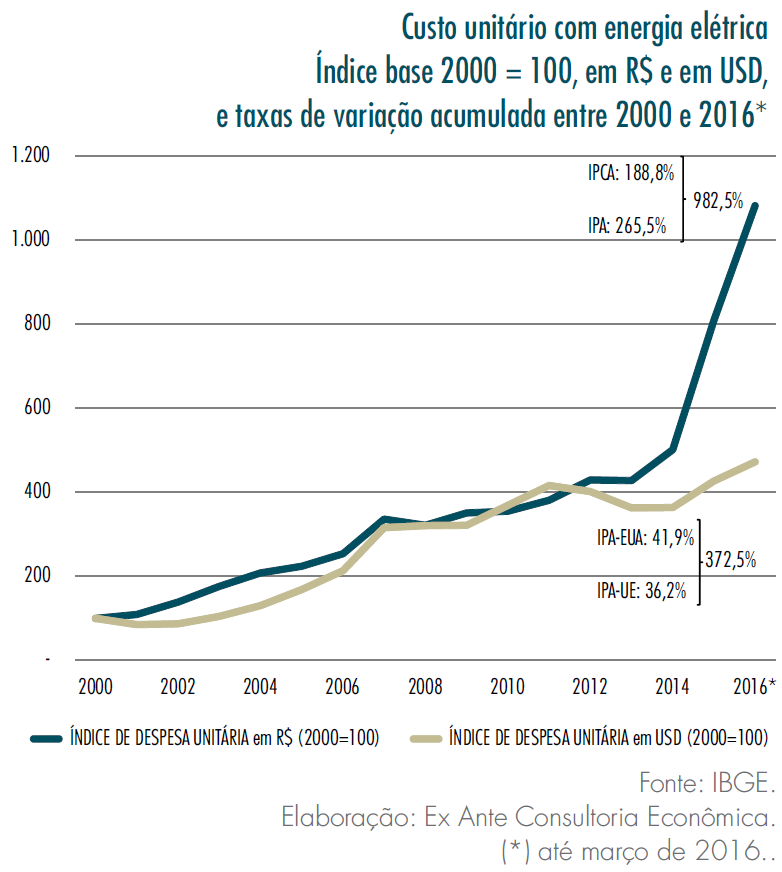 Custo unitário com energia elétrica
Índice base 2000 = 100, em R$ e em USD,
e taxas de variação acumulada entre 2000 e 2016*
1.200
IPCA: 188,8%
982,5%
IPA: 265,5%
1.000
800
600
400
IPA-EUA: 41,9%
372,5%
IPA-UE: 36,2%
200
-
2000 2002 2004 2006 2008 2010 2012 2014 2016*
ÍNDICE DE DESPESA UNITÁRIA em R$ (2000=100) ÍNDICE DE DESPESA UNITÁRIA em USD (2000=100)
Fonte: IBGE.
Elaboração: Ex Ante Consultoria Econômica.
(*) até março de 2016..